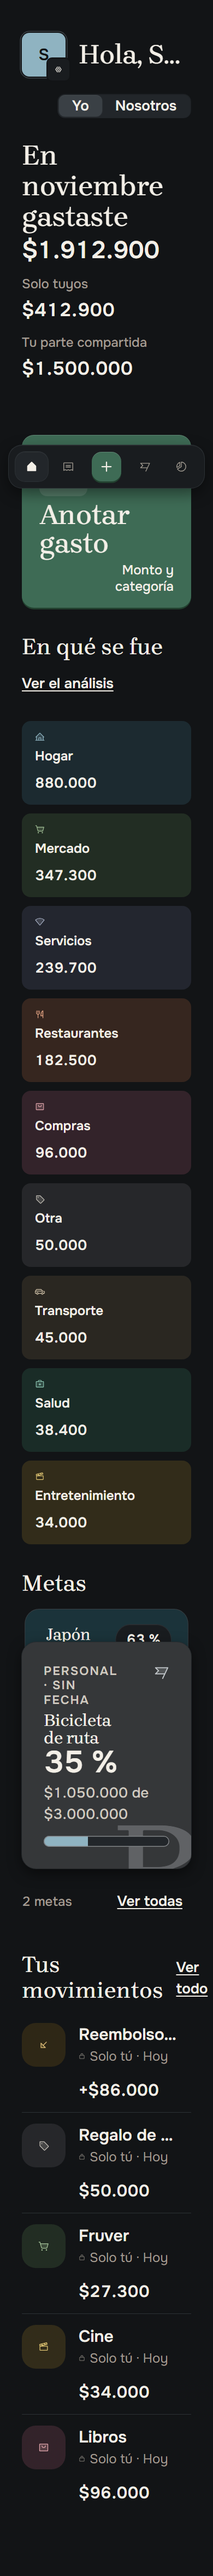 S
Hola, S...
Yo
Nosotros
En
noviembre
gastaste
$1.912.900
Solo tuyos
$412.900
Tu parte compartida
$1.500.000
Anotar
gasto
Monto y
categoría
En qué se fue
Ver el análisis
Hogar
880.000
Mercado
347.300
Servicios
239.700
Restaurantes
182.500
Compras
96.000
Otra
50.000
Transporte
45.000
Salud
38.400
Entretenimiento
34.000
Metas
Japón
63 %
PERSONAL
· SIN
FECHA
Bicicleta
de ruta
35 %
$1.050.000 de
$3.000.000
B
2 metas
Ver todas
Tus
movimientos
Ver
todo
Reembolso...
Solo tú · Hoy
+$86.000
Regalo de ...
Solo tú · Hoy
$50.000
Fruver
Solo tú · Hoy
$27.300
Cine
Solo tú · Hoy
$34.000
Libros
Solo tú · Hoy
$96.000